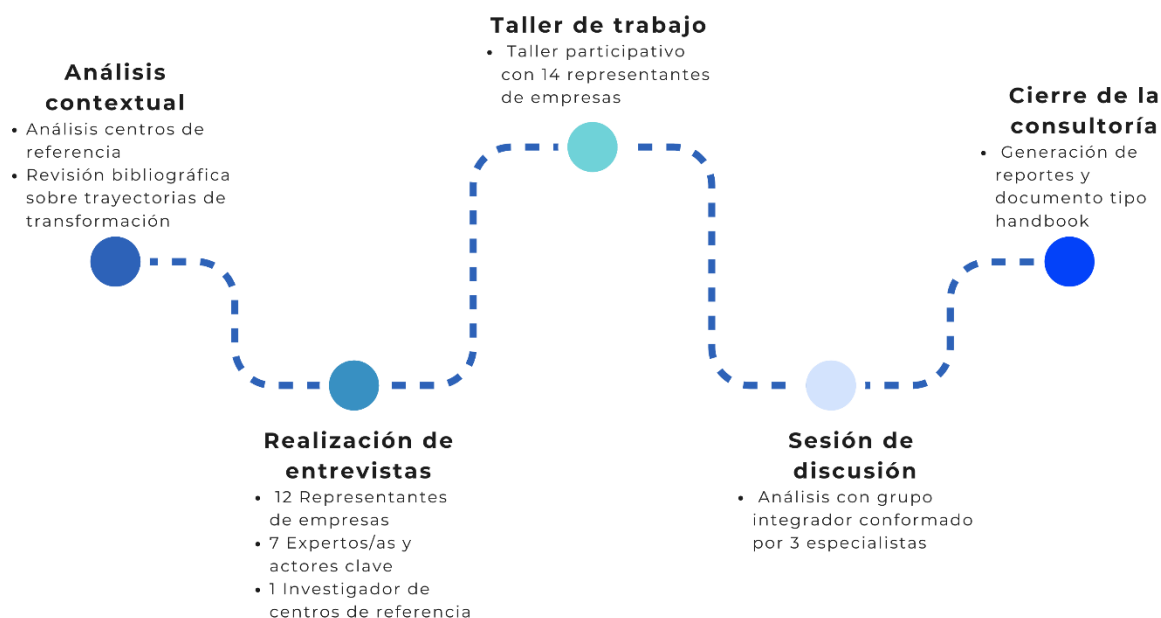 Análisis
contextual
• Análisis centros de
referencia
• Revisión bibliográfica
sobre trayectorias de
transformación
Realización de
entrevistas
• 12 Representantes
de empresas
• 7 Expertos/as y
actores clave
• 1 Investigador de
centros de referencia
Taller de trabajo
• Taller participativo
con 14 representantes
de empresas
Sesión de
discusión
• Análisis con grupo
integrador conformado
por 3 especialistas
Cierre de la
consultoría
• Generación de
reportes y
documento tipo
handbook